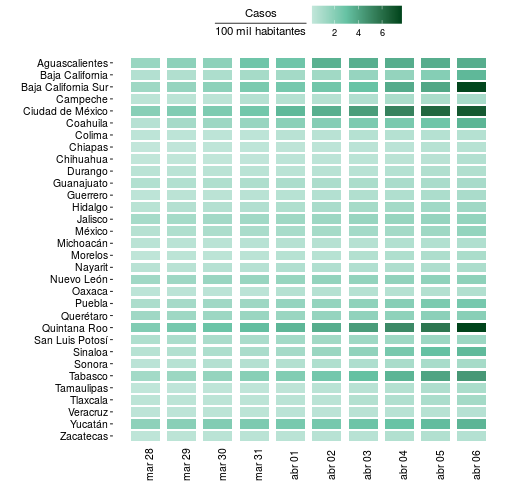 Casos
100 mil habitantes
2 4 6
Aguascalientes
Baja California
Baja California Sur
Campeche
Ciudad de México
Coahuila
Colima
Chiapas
Chihuahua
Durango
Guanajuato
Guerrero
Hidalgo
Jalisco
México
Michoacán
Morelos
Nayarit
Nuevo León
Oaxaca
Puebla
Querétaro
Quintana Roo
San Luis Potosí
Sinaloa
Sonora
Tabasco
Tamaulipas
Tlaxcala
Veracruz
Yucatán
Zacatecas
mar 28
mar 29
mar 30
mar 31
abr 01
abr 02
abr 03
abr 04
abr 05
abr 06